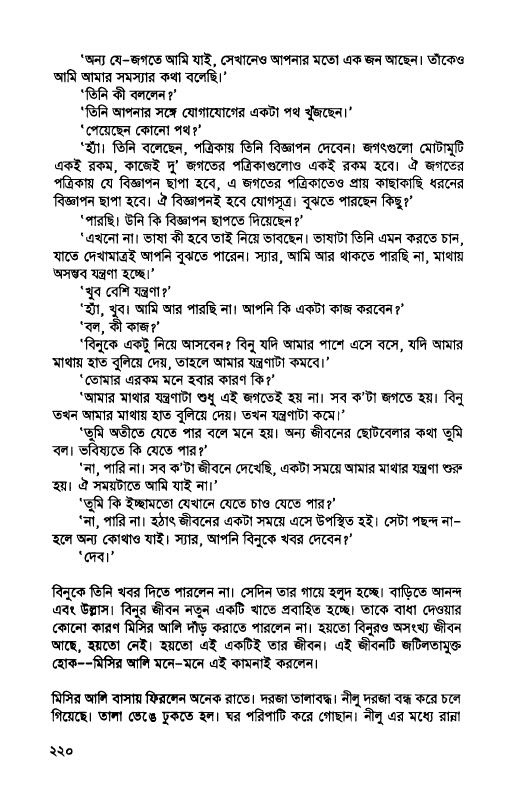 ‘অন্য যে-জগতে আমি যাই, সেখানেও আপনার মতো এক জন আছেন। তাঁকেও
আমি আমার সমস্যার কথা বলেছি।’
‘তিনি কী বললেন?’
‘তিনি আপনার সঙ্গে যোগাযোগের একটা পথ খুঁজছেন।’
‘পেয়েছেন কোনো পথ?’
‘হ্যাঁ। তিনি বলেছেন, পত্রিকায় তিনি বিজ্ঞাপন দেবেন। জগৎগুলো মোটামুটি
একই রকম, কাজেই দু’ জগতের পত্রিকাগুলোও একই রকম হবে। ঐ জগতের
পত্রিকায় যে বিজ্ঞাপন ছাপা হবে, এ জগতের পত্রিকাতেও প্রায় কাছাকাছি ধরনের
বিজ্ঞাপন ছাপা হবে। ঐ বিজ্ঞাপনই হবে যোগসূত্র। বুঝতে পারছেন কিছু?’
‘পারছি। উনি কি বিজ্ঞাপন ছাপতে দিয়েছেন?’
‘এখনো না। ভাষা কী হবে তাই নিয়ে ভাবছেন। ভাষাটা তিনি এমন করতে চান,
যাতে দেখামাত্রই আপনি বুঝতে পারেন। স্যার, আমি আর থাকতে পারছি না, মাথায়
অসম্ভব যন্ত্রণা হচ্ছে।’
‘খুব বেশি যন্ত্রণা?’
‘হ্যাঁ, খুব। আমি আর পারছি না। আপনি কি একটা কাজ করবেন?’
‘বল, কী কাজ?’
‘বিনুকে একটু নিয়ে আসবেন? বিনু যদি আমার পাশে এসে বসে, যদি আমার
মাথায় হাত বুলিয়ে দেয়, তাহলে আমার যন্ত্রণাটা কমবে।’
‘তোমার এরকম মনে হবার কারণ কি?’
‘আমার মাথার যন্ত্রণাটা শুধু এই জগতেই হয় না। সব ক’টা জগতে হয়। বিনু
তখন আমার মাথায় হাত বুলিয়ে দেয়। তখন যন্ত্রণাটা কমে।’
‘তুমি অতীতে যেতে পার বলে মনে হয়। অন্য জীবনের ছোটবেলার কথা তুমি
বল। ভবিষ্যতে কি যেতে পার?’
‘না, পারি না। সব ক’টা জীবনে দেখেছি, একটা সময়ে আমার মাথার যন্ত্রণা শুরু
হয়। ঐ সময়টাতে আমি যাই না।’
‘তুমি কি ইচ্ছামতো যেখানে যেতে চাও যেতে পার?’
‘না, পারি না। হঠাৎ জীবনের একটা সময়ে এসে উপস্থিত হই। সেটা পছন্দ না-
হলে অন্য কোথাও যাই। স্যার, আপনি বিনুকে খবর দেবেন?’
‘দেব।’
বিনুকে তিনি খবর দিতে পারলেন না। সেদিন তার গায়ে হলুদ হচ্ছে। বাড়িতে আনন্দ
এবং উল্লাস। বিনুর জীবন নতুন একটি খাতে প্রবাহিত হচ্ছে। তাকে বাধা দেওয়ার
কোনো কারণ মিসির আলি দাঁড় করাতে পারলেন না। হয়তো বিনুরও অসংখ্য জীবন
আছে, হয়তো নেই। হয়তো এই একটিই তার জীবন। এই জীবনটি জটিলতামুক্ত
হোক--মিসির আলি মনে-মনে এই কামনাই করলেন।
মিসির আলি বাসায় ফিরলেন অনেক রাতে। দরজা তালাবদ্ধ। নীলু দরজা বন্ধ করে চলে
গিয়েছে। তালা ভেঙে ঢুকতে হল। ঘর পরিপাটি করে গোছান। নীলু এর মধ্যে রান্না
২২০